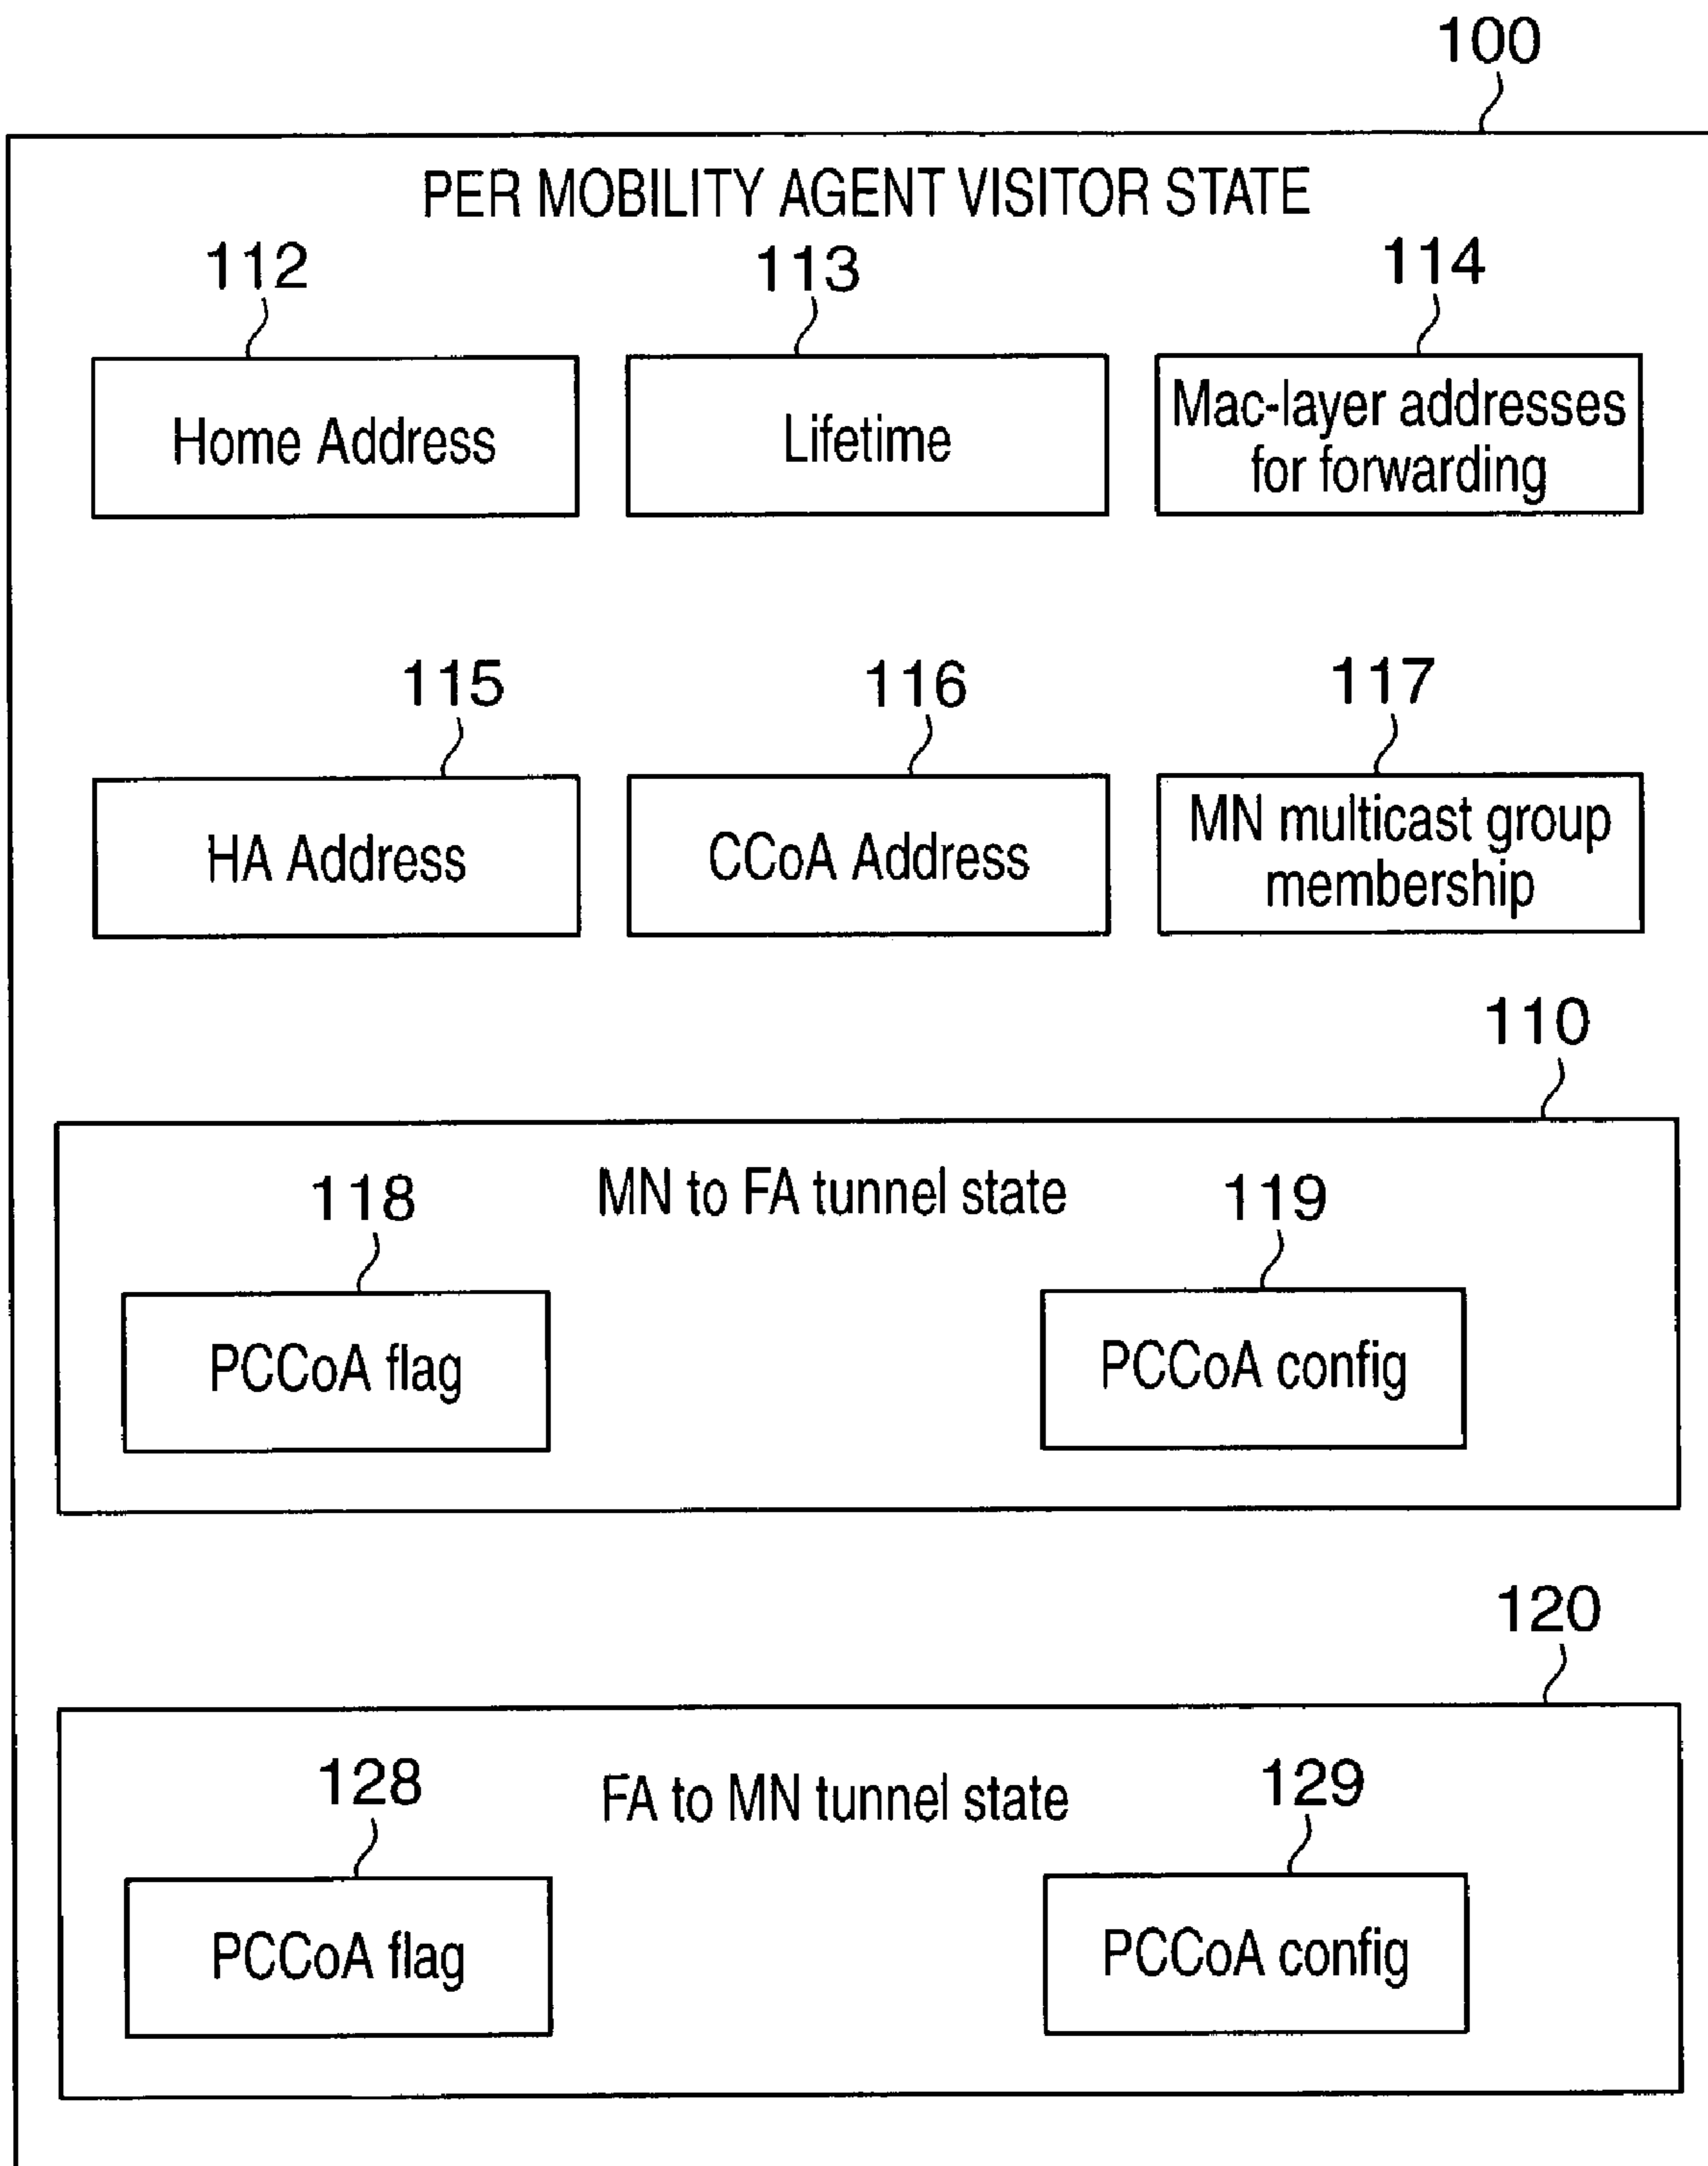 100
PER MOBILITY AGENT VISITOR STATE
112
113
114
Home Address
Lifetime
Mac-layer addresses
for forwarding
115
116
117
HA Address
CCoA Address
MN multicast group
membership
110
MN to FA tunnel state
118
119
PCCoA flag
PCCoA config
120
FA to MN tunnel state
128
129
PCCoA flag
PCCoA config